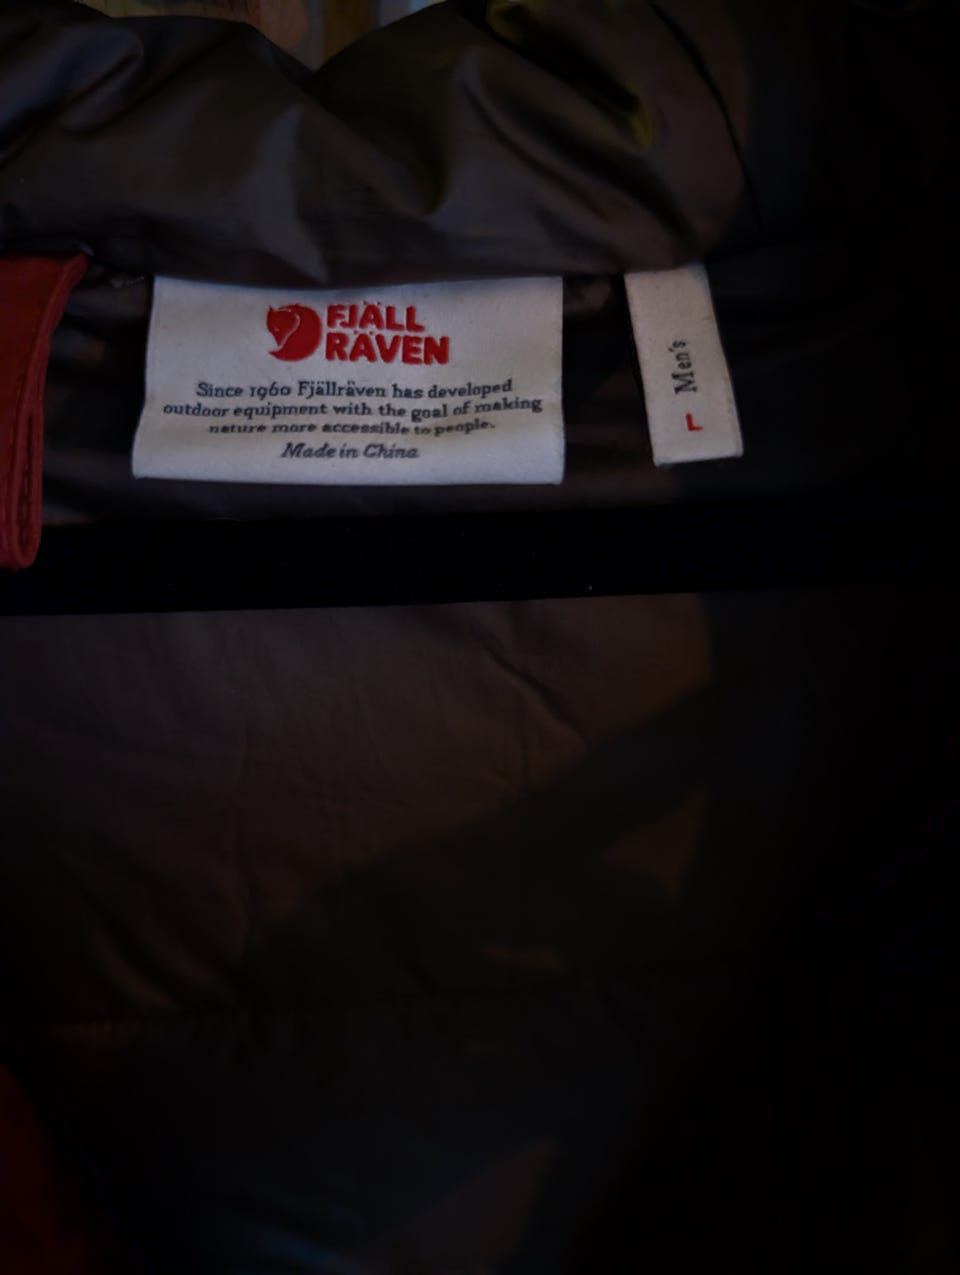 FJÄLL
RÄVEN
Since 1960 Fjällräven has developed
outdoor equipment with the goal of making
nature more accessible to people.
Made in China
Men's
L